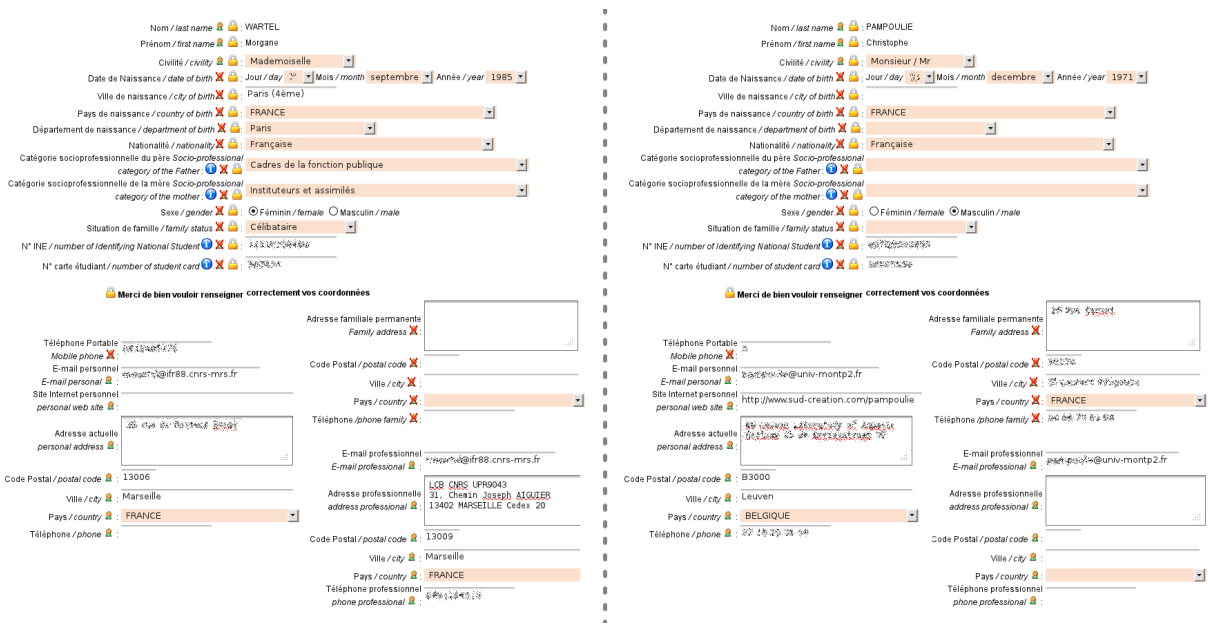 Nom / last name : WARTEL
Prénom / first name : Morgane
Civilité / civility : Mademoiselle
Date de Naissance / date of birth : Jour / day Mois / month septembre Année / year 1985
Ville de naissance / city of birth : Paris (4ème)
Pays de naissance / country of birth : FRANCE
Département de naissance / department of birth : Paris
Nationalité / nationality : Française
Catégorie socioprofessionnelle du père Socio-professional
category of the Father : Cadres de la fonction publique
Catégorie socioprofessionnelle de la mère Socio-professional
category of the mother : Instituteurs et assimilés
Sexe / gender : Féminin / female Masculin / male
Situation de famille / family status : Célibataire
N° INE / number of Identifying National Student :
N° carte étudiant / number of student card :
Merci de bien vouloir renseigner correctement vos coordonnées
Téléphone Portable
Mobile phone :
E-mail personnel
E-mail personal : @ifr88.cnrs-mrs.fr
Site Internet personnel
personal web site :
Adresse actuelle
personal address :
Code Postal / postal code : 13006
Ville / city : Marseille
Pays / country : FRANCE
Téléphone / phone :
Adresse familiale permanente
Family address :
Code Postal / postal code :
Ville / city :
Pays / country :
Téléphone /phone family :
E-mail professionnel
E-mail professional : @ifr88.cnrs-mrs.fr
Adresse professionnelle
address professional :
LCB CNRS UPR9043
31, Chemin Joseph AIGUIER
13402 MARSEILLE Cedex 20
Code Postal / postal code : 13009
Ville / city : Marseille
Pays / country : FRANCE
Téléphone professionnel
phone professional :
Nom / last name : PAMPOULIE
Prénom / first name : Christophe
Civilité / civility : Monsieur / Mr
Date de Naissance / date of birth : Jour / day Mois / month decembre Année / year 1971
Ville de naissance / city of birth :
Pays de naissance / country of birth : FRANCE
Département de naissance / department of birth :
Nationalité / nationality : Française
Catégorie socioprofessionnelle du père Socio-professional
category of the Father :
Catégorie socioprofessionnelle de la mère Socio-professional
category of the mother :
Sexe / gender : Féminin / female Masculin / male
Situation de famille / family status :
N° INE / number of Identifying National Student :
N° carte étudiant / number of student card :
Merci de bien vouloir renseigner correctement vos coordonnées
Téléphone Portable
Mobile phone :
E-mail personnel
E-mail personal : @univ-montp2.fr
Site Internet personnel
personal web site : http://www.sud-creation.com/pampoulie
Adresse actuelle
personal address :
Code Postal / postal code : B3000
Ville / city : Leuven
Pays / country : BELGIQUE
Téléphone / phone :
Adresse familiale permanente
Family address :
Code Postal / postal code :
Ville / city :
Pays / country : FRANCE
Téléphone /phone family :
E-mail professionnel
E-mail professional : @univ-montp2.fr
Adresse professionnelle
address professional :
Code Postal / postal code :
Ville / city :
Pays / country :
Téléphone professionnel
phone professional :